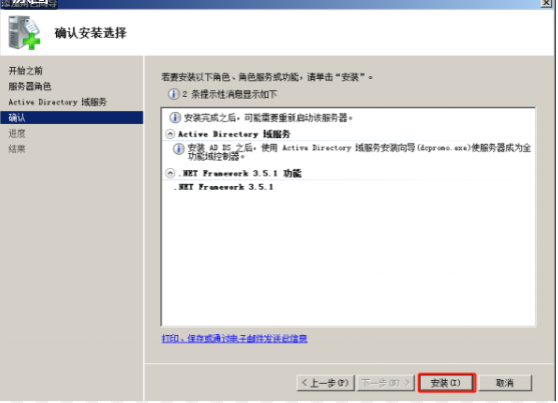 确认安装选择
开始之前
服务器角色
Active Directory 域服务
确认
进度
结果
若要安装以下角色、角色服务或功能，请单击“安装”。
2 条提示性消息显示如下
安装完成之后，可能需要重新启动该服务器。
Active Directory 域服务
安装 AD DS 之后，使用 Active Directory 域服务安装向导(dcpromo.exe)使服务器成为全
功能域控制器。
.NET Framework 3.5.1 功能
.NET Framework 3.5.1
打印、保存或通过电子邮件发送此信息
< 上一步(P)
下一步(N) >
安装(I)
取消